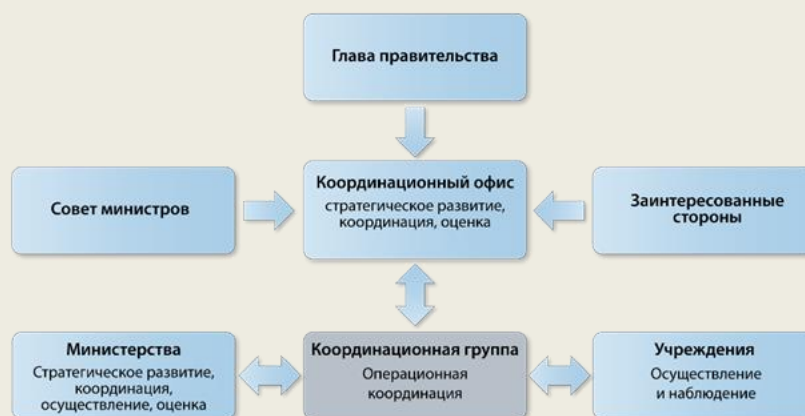 Глава правительства
Совет министров
Координационный офис
стратегическое развитие,
координация, оценка
Заинтересованные
стороны
Министерства
Стратегическое развитие,
координация,
осуществление, оценка
Координационная группа
Операционная
координация
Учреждения
Осуществление
и наблюдение